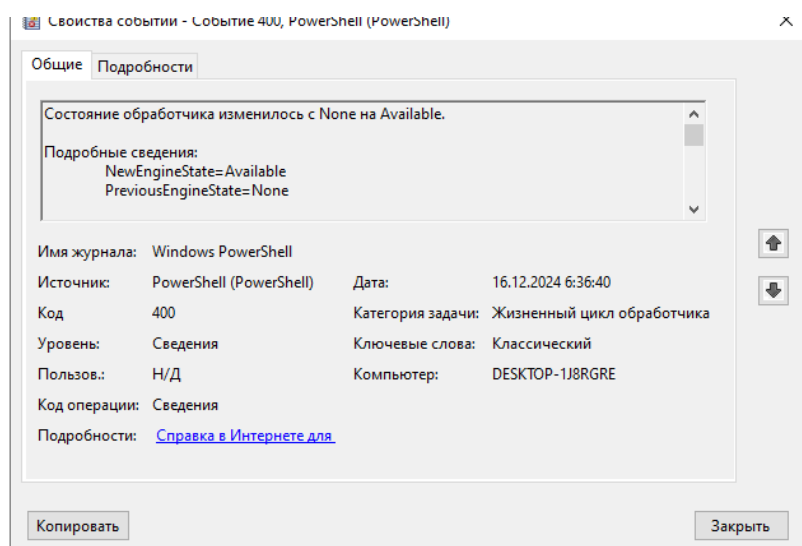 Свойства события - Событие 400, PowerShell (PowerShell)
Общие Подробности
Состояние обработчика изменилось с None на Available.
Подробные сведения:
NewEngineState=Available
PreviousEngineState=None
Имя журнала: Windows PowerShell
Источник: PowerShell (PowerShell) Дата: 16.12.2024 6:36:40
Код 400 Категория задачи: Жизненный цикл обработчика
Уровень: Сведения Ключевые слова: Классический
Пользов.: Н/Д Компьютер: DESKTOP-1J8RGRE
Код операции: Сведения
Подробности: Справка в Интернете для
Копировать Закрыть